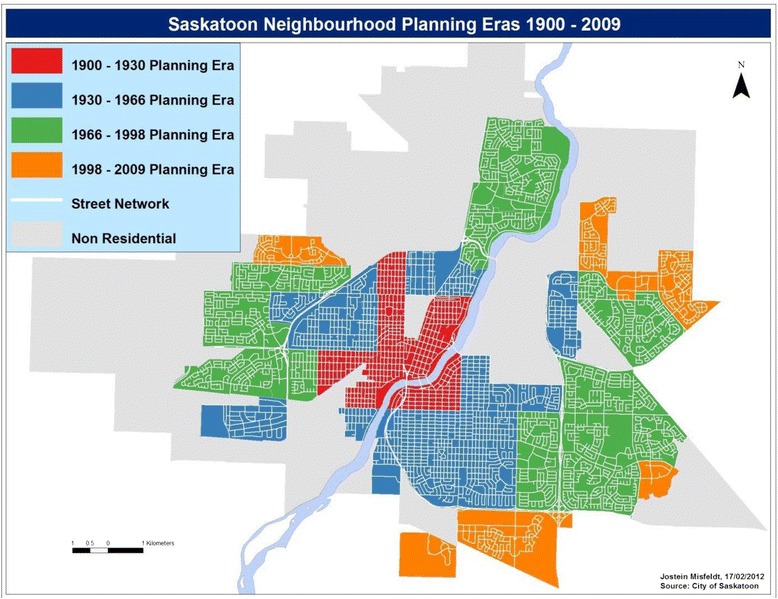 Saskatoon Neighbourhood Planning Eras 1900 - 2009
1900 - 1930 Planning Era
1930 - 1966 Planning Era
1966 - 1998 Planning Era
1998 - 2009 Planning Era
Street Network
Non Residential
N
1 0.5 0 1 Kilometers
Jostein Misfeldt, 17/02/2012
Source: City of Saskatoon